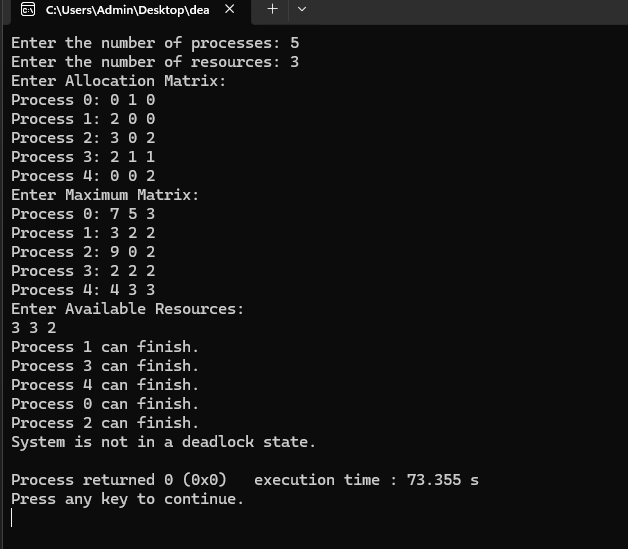 C:\Users\Admin\Desktop\dea
Enter the number of processes: 5
Enter the number of resources: 3
Enter Allocation Matrix:
Process 0: 0 1 0
Process 1: 2 0 0
Process 2: 3 0 2
Process 3: 2 1 1
Process 4: 0 0 2
Enter Maximum Matrix:
Process 0: 7 5 3
Process 1: 3 2 2
Process 2: 9 0 2
Process 3: 2 2 2
Process 4: 4 3 3
Enter Available Resources:
3 3 2
Process 1 can finish.
Process 3 can finish.
Process 4 can finish.
Process 0 can finish.
Process 2 can finish.
System is not in a deadlock state.
Process returned 0 (0x0)   execution time : 73.355 s
Press any key to continue.